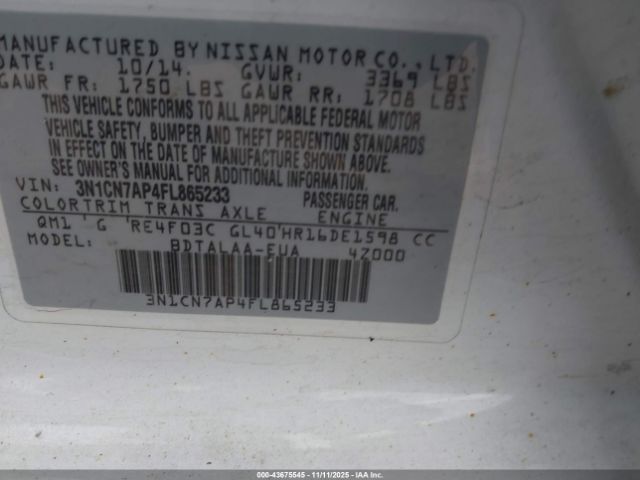 MANUFACTURED BY NISSAN MOTOR CO., LTD.
DATE: 10/14. GVWR: 3369 LBS
GAWR FR: 1750 LBS GAWR RR: 1708 LBS
THIS VEHICLE CONFORMS TO ALL APPLICABLE FEDERAL MOTOR
VEHICLE SAFETY, BUMPER AND THEFT PREVENTION STANDARDS
IN EFFECT ON THE DATE OF MANUFACTURE SHOWN ABOVE.
SEE OWNER'S MANUAL FOR ADDITIONAL INFORMATION.
VIN: 3N1CN7AP4FL865233 PASSENGER CAR.
COLOR TRIM TRANS AXLE ENGINE
QM1 ' G 'RE4F03C GL40'HR16DE1598 CC
MODEL: BDTALAA-EUA 42000
3N1CN7AP4FL865233
000-43675545 - 11/11/2025 - IAA Inc.